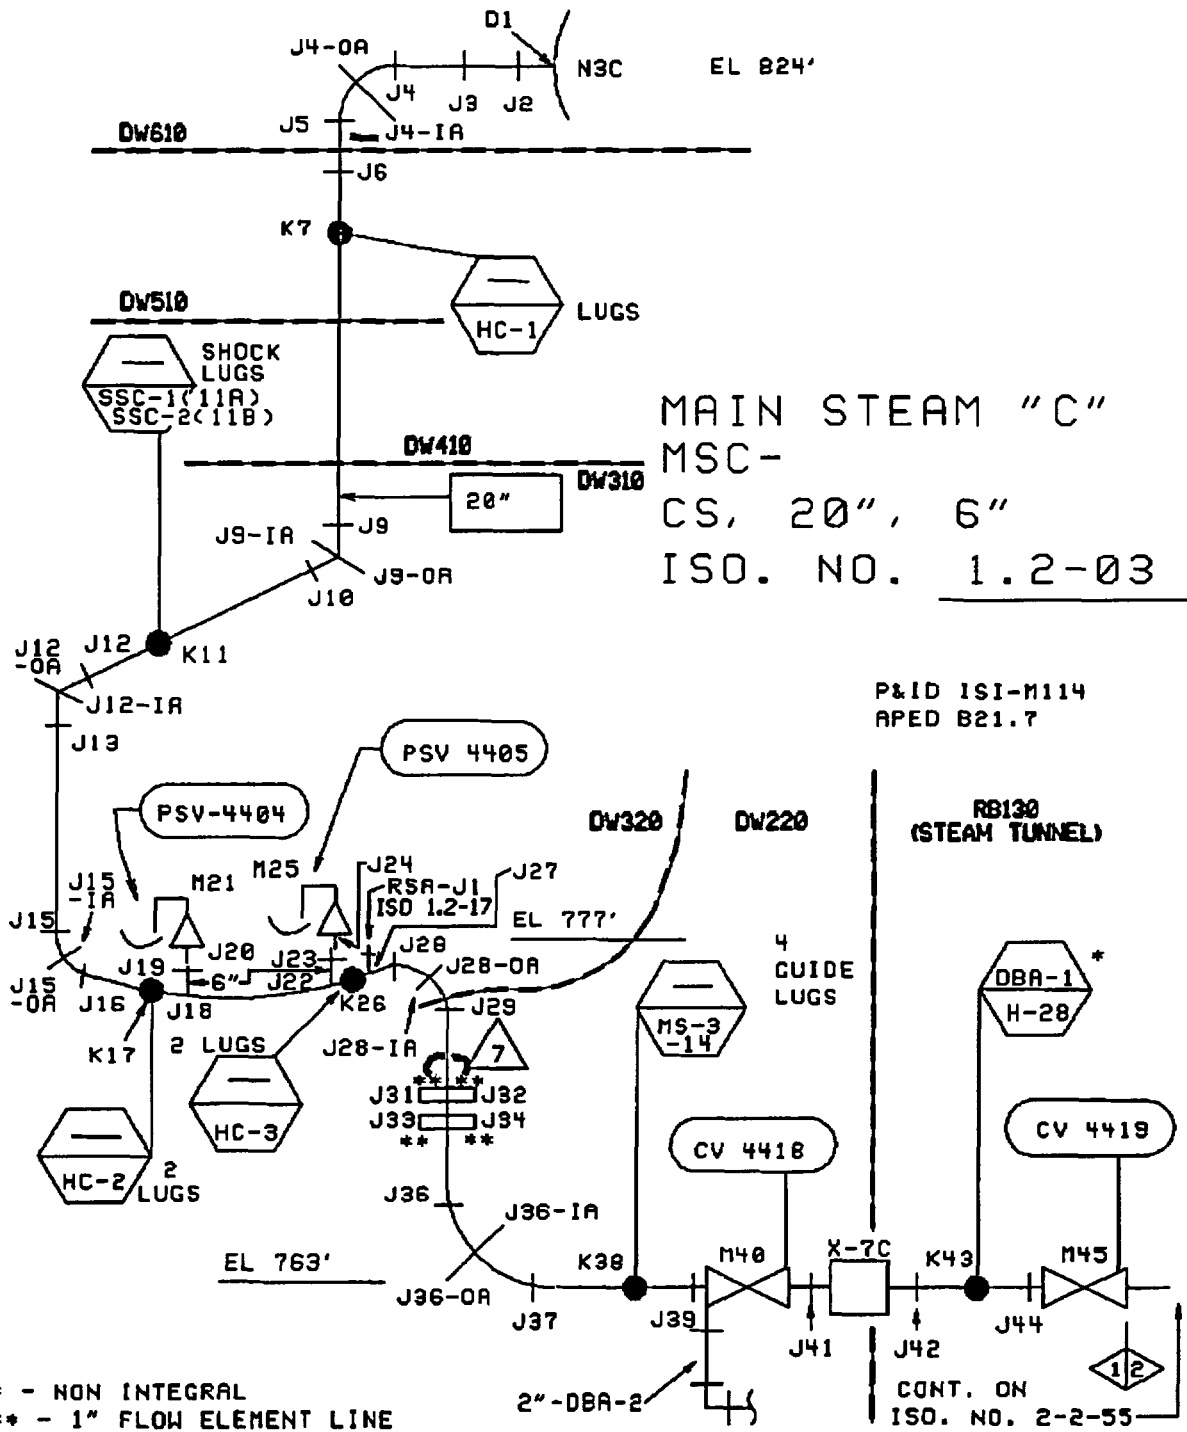 D1
J4-OA
N3C
EL 824'
J4
J3
J2
J5
J4-IA
DW610
J6
K7
DW510
LUGS
HC-1
SHOCK
LUGS
SSC-1(11A)
SSC-2(11B)
MAIN STEAM "C"
MSC-
CS, 20", 6"
ISO. NO. 1.2-03
DW410
DW310
20"
J9
J9-IA
J9-OA
J10
J12
-OA
J12
K11
J12-IA
J13
P&ID ISI-M114
APED B21.7
PSV 4405
PSV-4404
DW320
DW220
RB130
(STEAM TUNNEL)
J15
-IA
M21
M25
J24
RSA-J1
ISO 1.2-17
J27
J15
EL 777'
J20
J23
J28
4
GUIDE
LUGS
J19
6"
J22
J28-OA
J15
-OA
J16
J18
K26
J29
DBA-1
*
H-28
K17
2 LUGS
J28-IA
7
MS-3
-14
** **
J31
J32
HC-3
J33
J34
** **
CV 4418
CV 4419
HC-2
2
LUGS
J36
J36-IA
EL 763'
K38
M40
X-7C
K43
M45
J36-OA
J37
J39
J41
J42
J44
12
* - NON INTEGRAL
** - 1" FLOW ELEMENT LINE
2"-DBA-2
CONT. ON
ISO. NO. 2-2-55